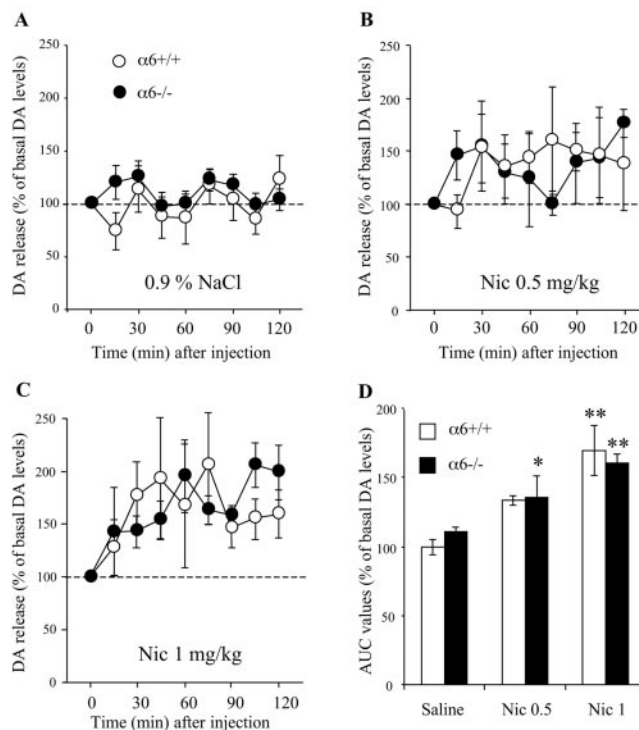 A
250
200
150
100
50
0
α6+/+
α6-/-
0.9 % NaCl
0 30 60 90 120
Time (min) after injection
DA release (% of basal DA levels)
B
250
200
150
100
50
0
Nic 0.5 mg/kg
0 30 60 90 120
Time (min) after injection
DA release (% of basal DA levels)
C
250
200
150
100
50
0
Nic 1 mg/kg
0 30 60 90 120
Time (min) after injection
DA release (% of basal DA levels)
D
200
150
100
50
0
α6+/+
α6-/-
*
**
**
Saline Nic 0.5 Nic 1
AUC values (% of basal DA levels)